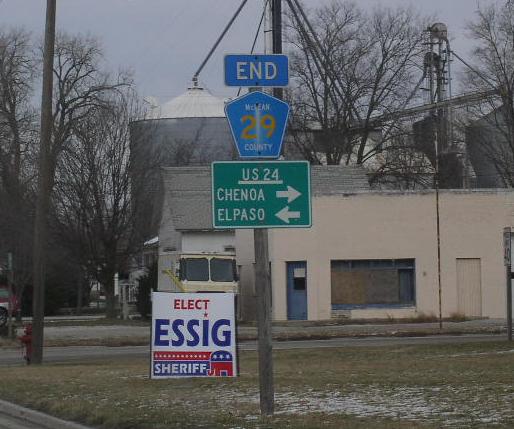 END
McLEAN
29
COUNTY
US 24
CHENOA
ELPASO
ELECT
ESSIG
SHERIFF